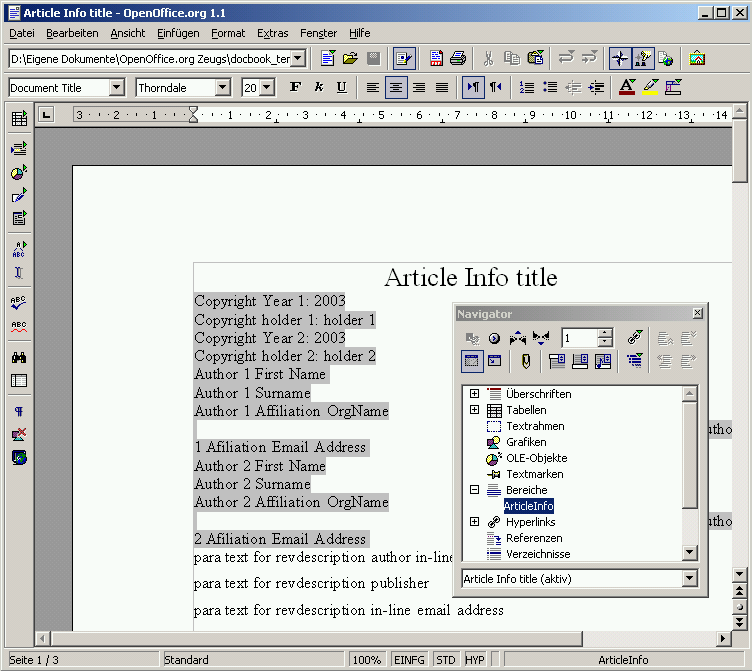 Article Info title - OpenOffice.org 1.1
Datei Bearbeiten Ansicht Einfügen Format Extras Fenster Hilfe
D:\Eigene Dokumente\OpenOffice.org Zeugs\docbook_ter
Document Title Thorndale 20 F k U
3 2 1 1 2 3 4 5 6 7 8 9 10 11 12 13 14
Article Info title
Copyright Year 1: 2003
Copyright holder 1: holder 1
Copyright Year 2: 2003
Copyright holder 2: holder 2
Author 1 First Name
Author 1 Surname
Author 1 Affiliation OrgName
1 Afiliation Email Address
Author 2 First Name
Author 2 Surname
Author 2 Affiliation OrgName
2 Afiliation Email Address
para text for revdescription author in-line
para text for revdescription publisher
para text for revdescription in-line email address
Navigator
1
Überschriften
Tabellen
Textrahmen
Grafiken
OLE-Objekte
Textmarken
Bereiche
ArticleInfo
Hyperlinks
Referenzen
Verzeichnisse
Article Info title (aktiv)
Seite 1 / 3 Standard 100% EINFG STD HYP ArticleInfo